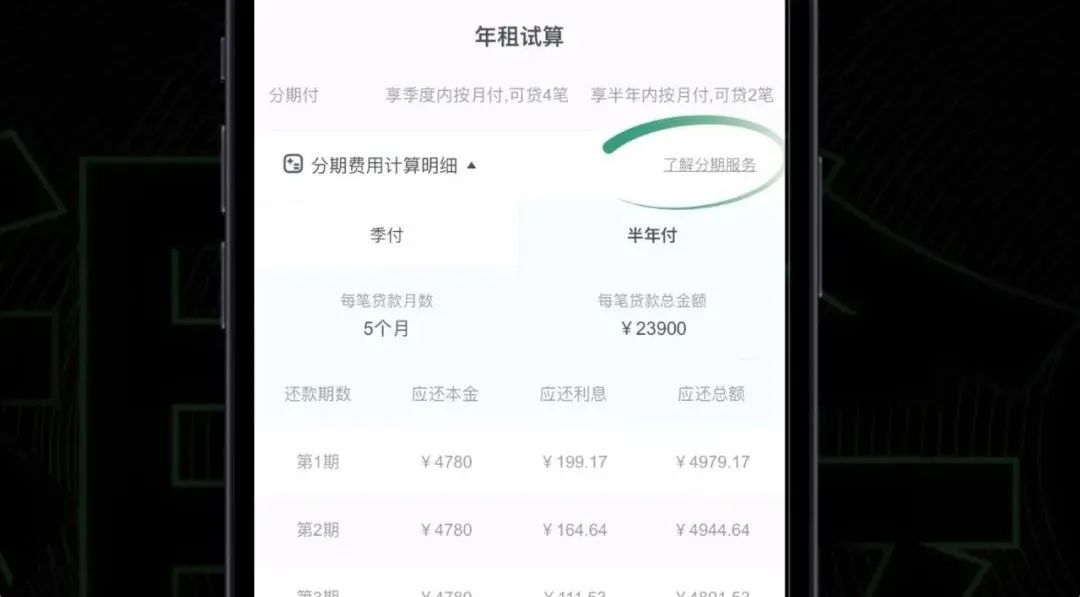 年租试算
分期付 享季度内按月付,可贷4笔 享半年内按月付,可贷2笔
分期费用计算明细 ▲ 了解分期服务
季付 半年付
每笔贷款月数 每笔贷款总金额
5个月 ¥23900
还款期数 应还本金 应还利息 应还总额
第1期 ¥4780 ¥199.17 ¥4979.17
第2期 ¥4780 ¥164.64 ¥4944.64
第3期 ¥4780 ¥111.53 ¥4891.53